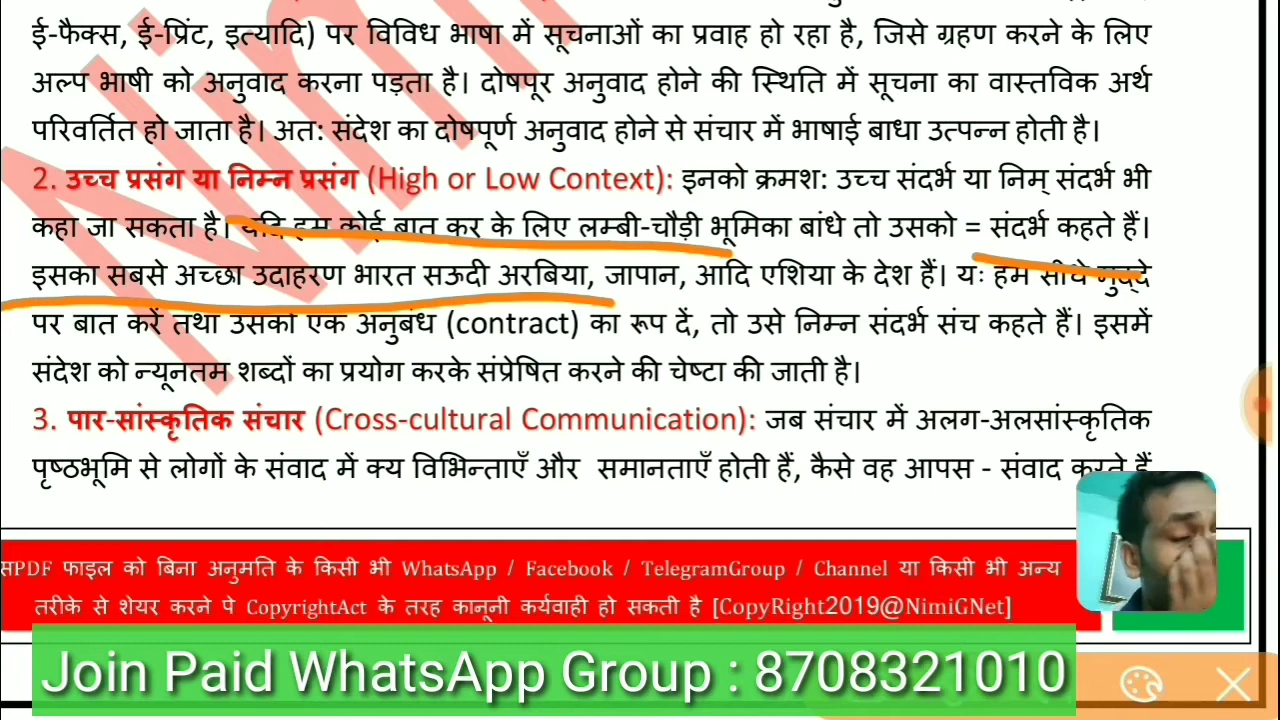 ई-फैक्स, ई-प्रिंट, इत्यादि) पर विविध भाषा में सूचनाओं का प्रवाह हो रहा है, जिसे ग्रहण करने के लिए
अल्प भाषी को अनुवाद करना पड़ता है। दोषपूर अनुवाद होने की स्थिति में सूचना का वास्तविक अर्थ
परिवर्तित हो जाता है। अत: संदेश का दोषपूर्ण अनुवाद होने से संचार में भाषाई बाधा उत्पन्न होती है।
2. उच्च प्रसंग या निम्न प्रसंग (High or Low Context): इनको क्रमश: उच्च संदर्भ या निम् संदर्भ भी
कहा जा सकता है। यदि हम कोई बात कर के लिए लम्बी-चौड़ी भूमिका बांधे तो उसको = संदर्भ कहते हैं।
इसका सबसे अच्छा उदाहरण भारत सऊदी अरबिया, जापान, आदि एशिया के देश हैं। यः हम सीधे मुद्दे
पर बात करें तथा उसको एक अनुबंध (contract) का रूप दें, तो उसे निम्न संदर्भ संच कहते हैं। इसमें
संदेश को न्यूनतम शब्दों का प्रयोग करके संप्रेषित करने की चेष्टा की जाती है।
3. पार-सांस्कृतिक संचार (Cross-cultural Communication): जब संचार में अलग-अलसांस्कृतिक
पृष्ठभूमि से लोगों के संवाद में क्य विभिन्ताएँ और समानताएँ होती हैं, कैसे वह आपस - संवाद करते हैं
सPDF फाइल को बिना अनुमति के किसी भी WhatsApp / Facebook / TelegramGroup / Channel या किसी भी अन्य
तरीके से शेयर करने पे CopyrightAct के तरह कानूनी कर्यवाही हो सकती है [CopyRight2019@NimiGNet]
Join Paid WhatsApp Group : 8708321010